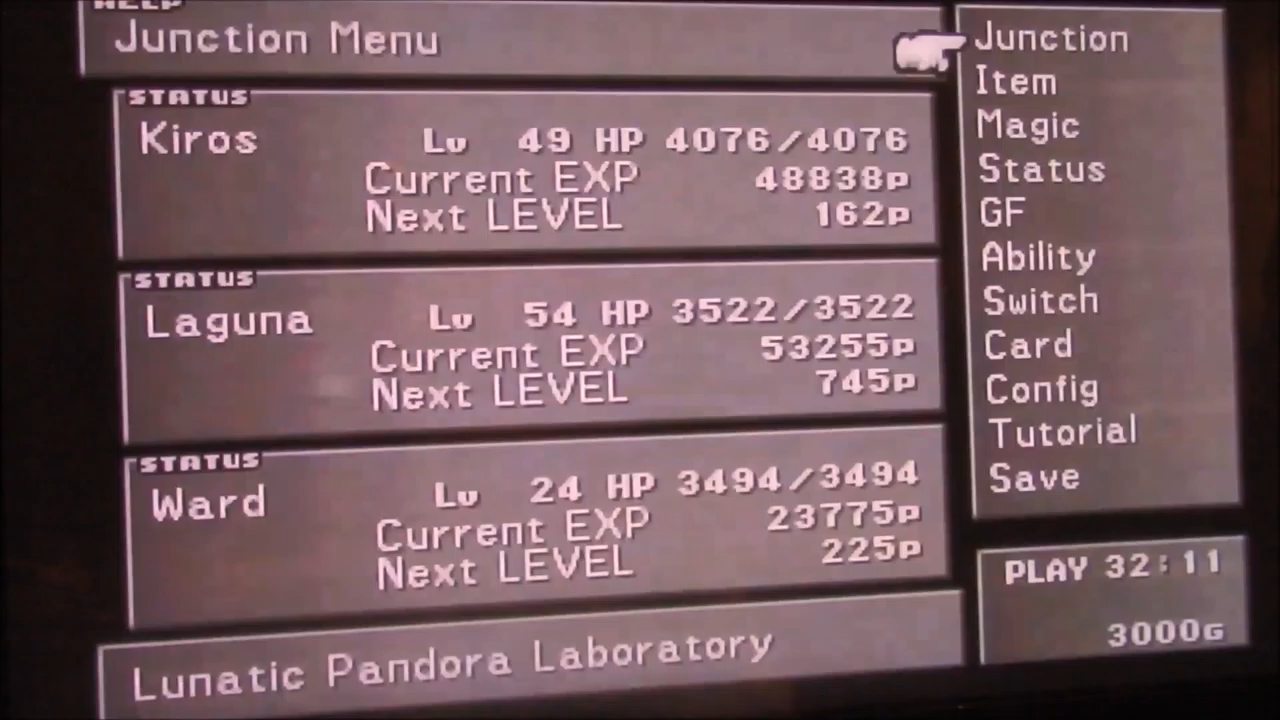 HELP
Junction Menu
STATUS
Kiros Lv 49 HP 4076/4076
Current EXP 48838P
Next LEVEL 162P
STATUS
Laguna Lv 54 HP 3522/3522
Current EXP 53255P
Next LEVEL 745P
STATUS
Ward Lv 24 HP 3494/3494
Current EXP 23775P
Next LEVEL 225P
Lunatic Pandora Laboratory
Junction
Item
Magic
Status
GF
Ability
Switch
Card
Config
Tutorial
Save
PLAY 32:11
3000G